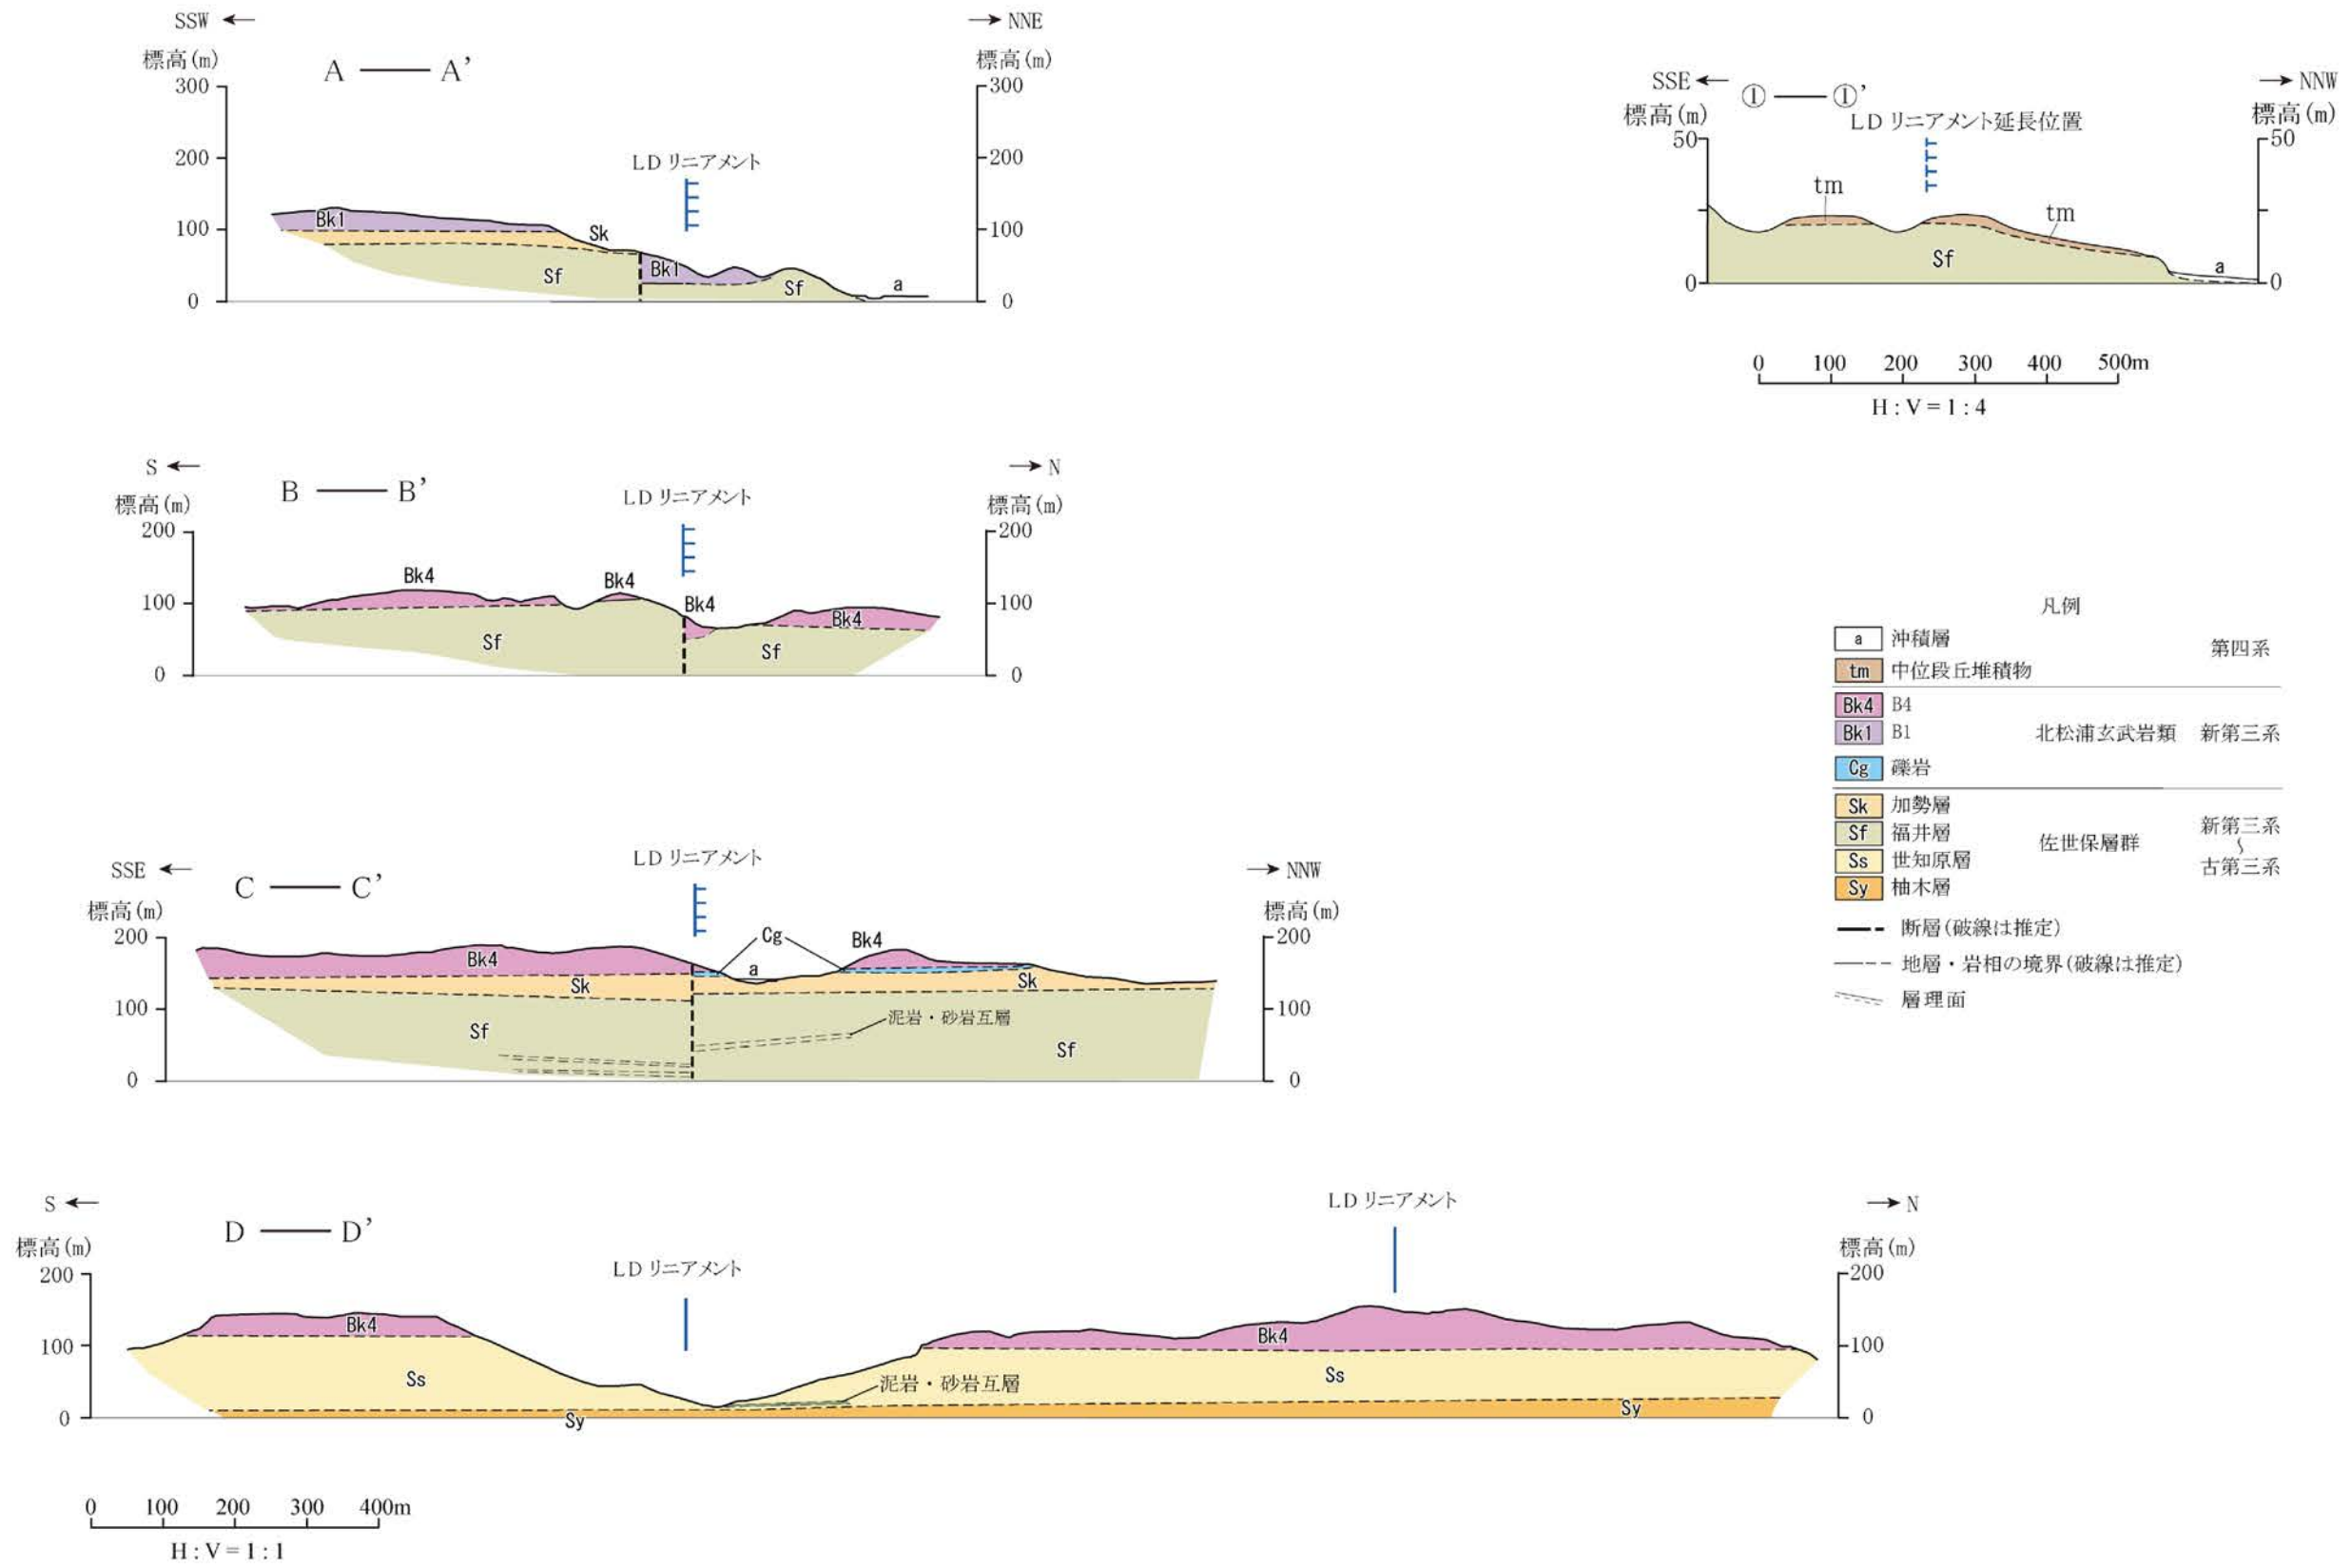 SSW ← → NNE
標高(m) 標高(m)
A —— A’
300 300
LDリニアメント
200 200
100 100
0 0
Bk1
Sk
Sf
Bk1
Sf
a
SSE ← → NNW
① —— ①’
標高(m) 標高(m)
LDリニアメント延長位置
50 50
tm
tm
Sf
a
0 0
0 100 200 300 400 500m
H:V=1:4
S ← → N
B —— B’
標高(m) 標高(m)
LDリニアメント
200 200
100 100
0 0
Bk4
Bk4
Bk4
Bk4
Sf
Sf
SSE ← → NNW
C —— C’
標高(m) 標高(m)
LDリニアメント
200 200
100 100
0 0
Cg
Bk4
Bk4
a
Sk
Sk
泥岩・砂岩互層
Sf
Sf
凡例
a 沖積層
tm 中位段丘堆積物
第四系
Bk4 B4
Bk1 B1 北松浦玄武岩類 新第三系
Cg 礫岩
Sk 加勢層
Sf 福井層
Ss 世知原層
Sy 柚木層
佐世保層群
新第三系
〜
古第三系
断層(破線は推定)
地層・岩相の境界(破線は推定)
層理面
S ← → N
D —— D’
標高(m) 標高(m)
LDリニアメント
LDリニアメント
200 200
100 100
0 0
Bk4
Bk4
Ss
泥岩・砂岩互層
Ss
Sy
Sy
0 100 200 300 400m
H:V=1:1